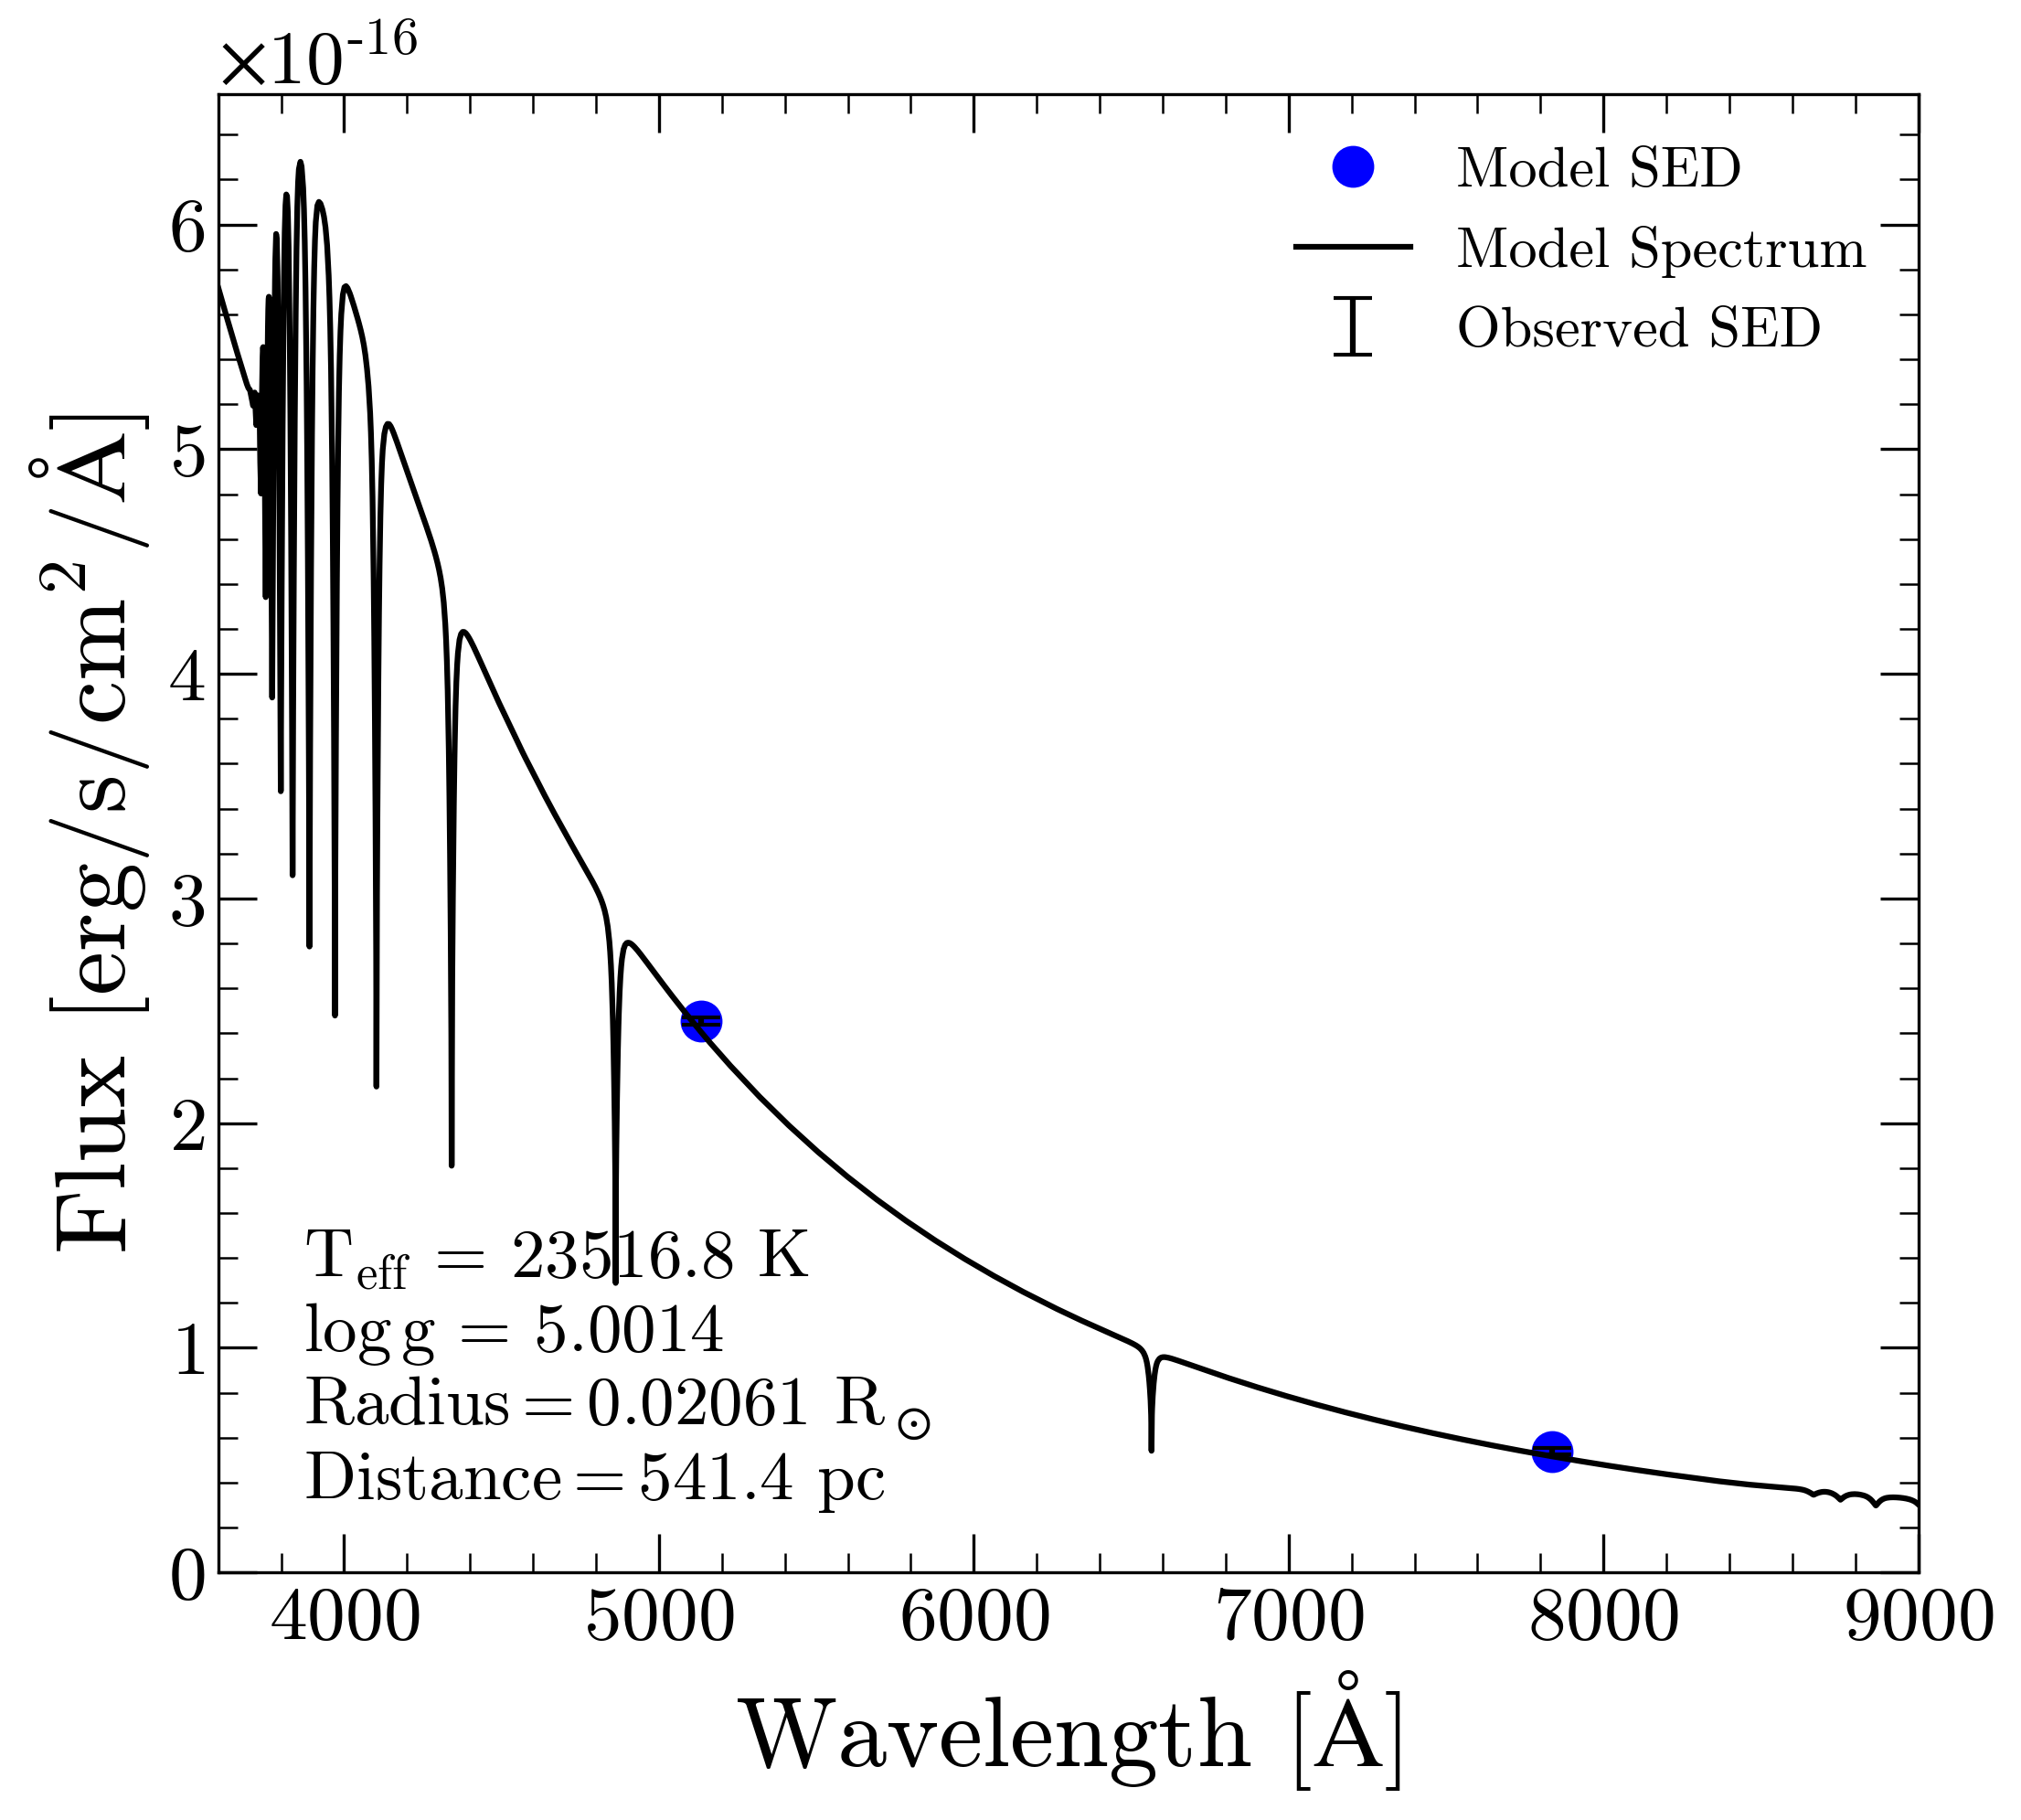 ×10-16
Flux [erg/s/cm2/Å]
6
5
4
3
2
1
0
Model SED
Model Spectrum
Observed SED
Teff = 23516.8 K
log g = 5.0014
Radius = 0.02061 R⊙
Distance = 541.4 pc
4000 5000 6000 7000 8000 9000
Wavelength [Å]